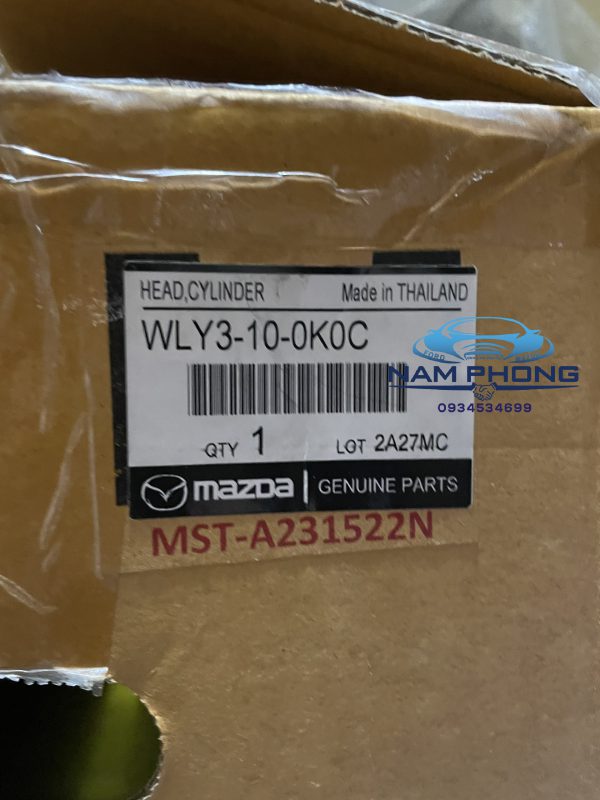 HEAD,CYLINDER Made in THAILAND
WLY3-10-0K0C
FORD
NAM PHONG
0934534699
QTY 1 LOT 2A27MC
mazda GENUINE PARTS
MST-A231522N